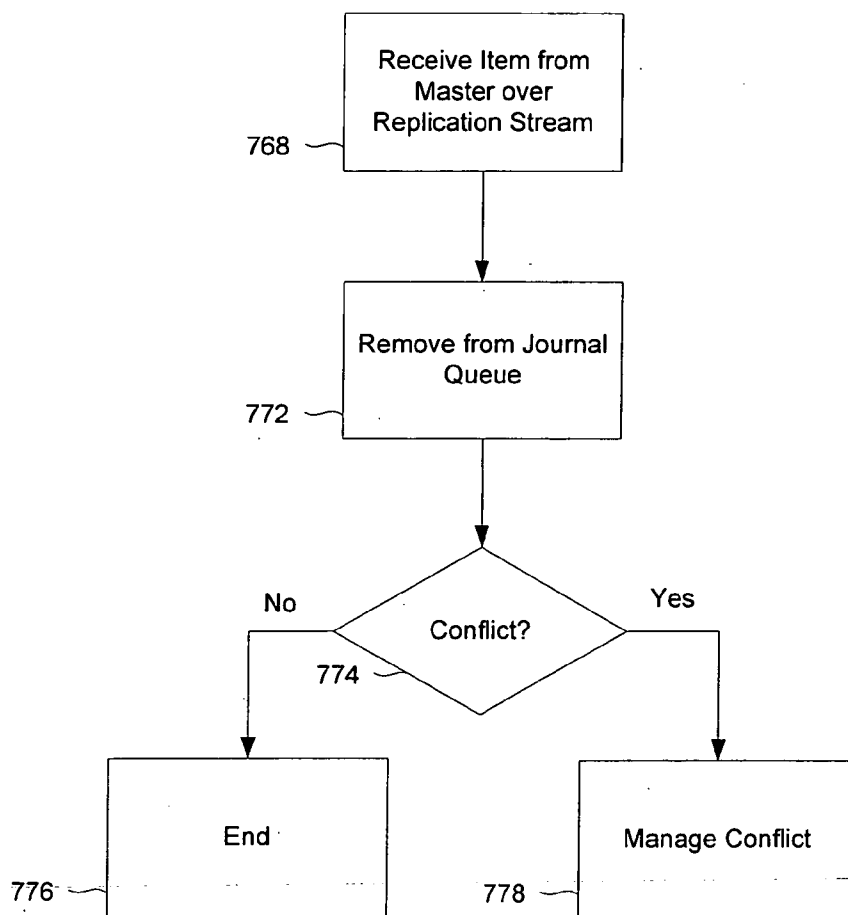 Receive Item from
Master over
Replication Stream
768
Remove from Journal
Queue
772
No
Yes
Conflict?
774
End
Manage Conflict
776
778